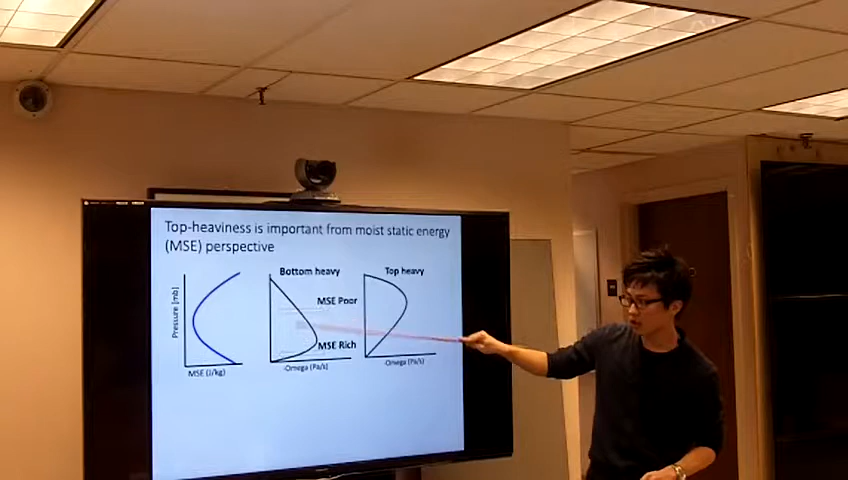 Top-heaviness is important from moist static energy
(MSE) perspective
Bottom heavy
Top heavy
MSE Poor
Pressure [mb]
MSE Rich
MSE (J/kg)
-Omega (Pa/s)
-Omega (Pa/s)